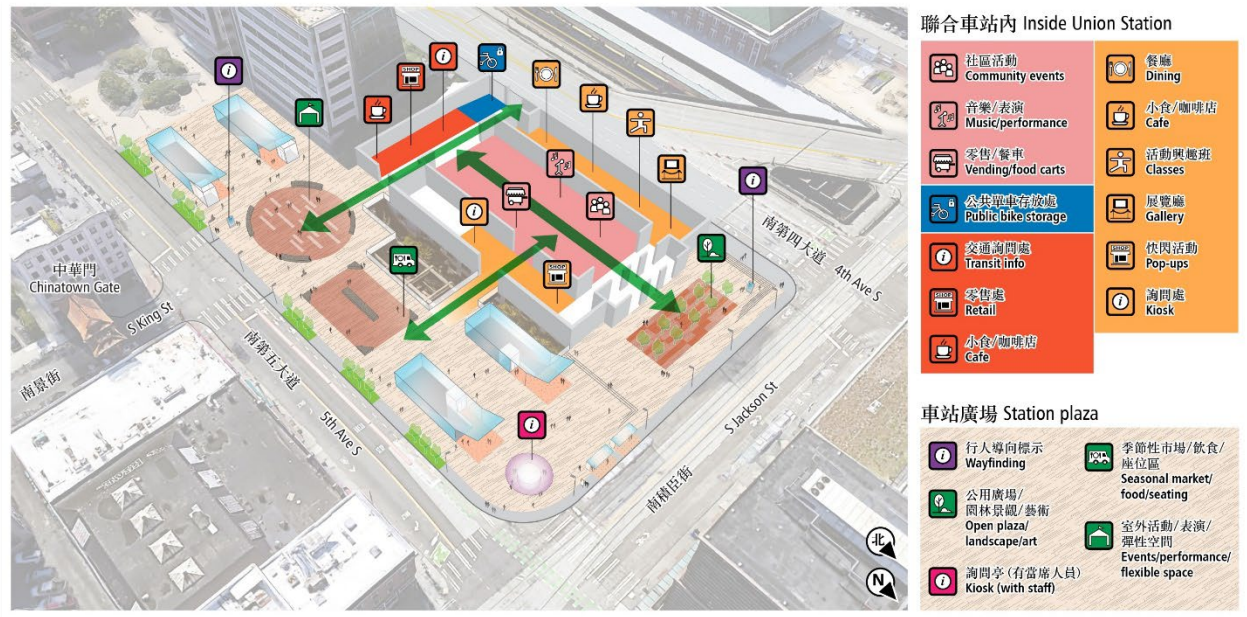 SHOP
中華門
Chinatown Gate
S King St
南景街
南第五大道
5th Ave S
SHOP
南第四大道 4th Ave S
S Jackson St
南積臣街
北
N
聯合車站內 Inside Union Station
社區活動
Community events
音樂/表演
Music/performance
零售/餐車
Vending/food carts
公共單車存放處
Public bike storage
交通詢問處
Transit info
SHOP
零售處
Retail
小食/咖啡店
Cafe
餐廳
Dining
小食/咖啡店
Cafe
活動興趣班
Classes
展覽廳
Gallery
SHOP
快閃活動
Pop-ups
詢問處
Kiosk
車站廣場 Station plaza
行人導向標示
Wayfinding
公用廣場/
園林景觀/藝術
Open plaza/
landscape/art
詢問亭(有當席人員)
Kiosk (with staff)
季節性市場/飲食/
座位區
Seasonal market/
food/seating
室外活動/表演/
彈性空間
Events/performance/
flexible space